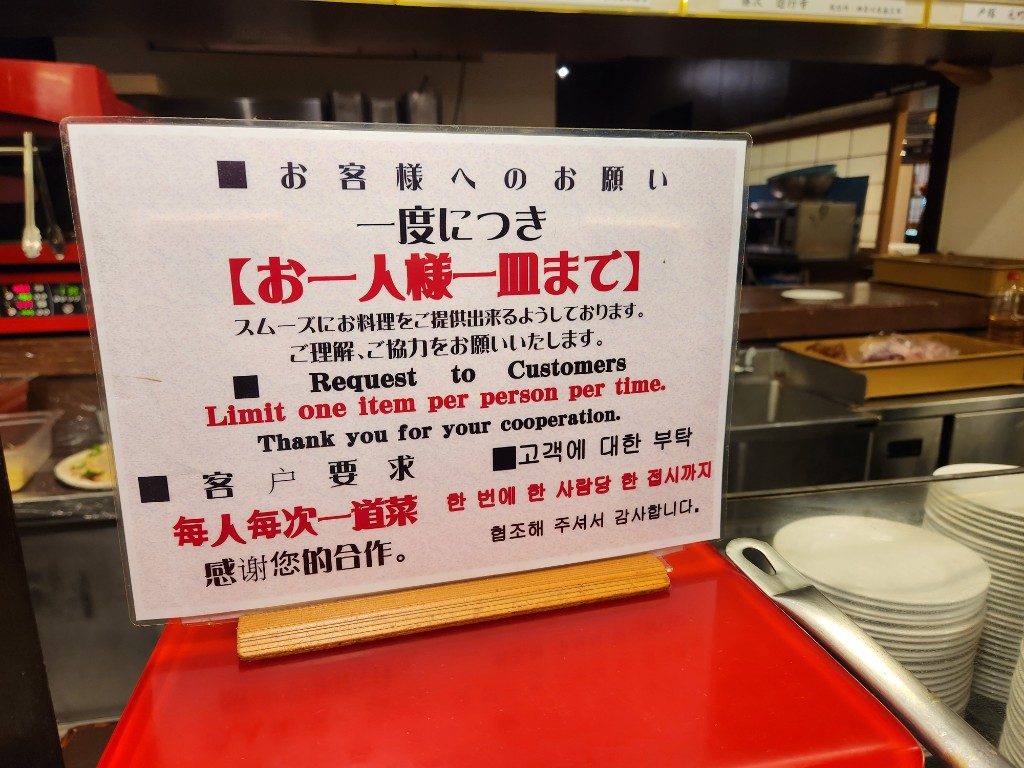 ■ お客様へのお願い
一度につき
【お一人様一皿まで】
スムーズにお料理をご提供出来るようしております。
ご理解、ご協力をお願いいたします。
■ Request to Customers
Limit one item per person per time.
Thank you for your cooperation.
■ 客户要求
每人每次一道菜
感谢您的合作。
■고객에 대한 부탁
한 번에 한 사람당 한 접시까지
협조해 주셔서 감사합니다.